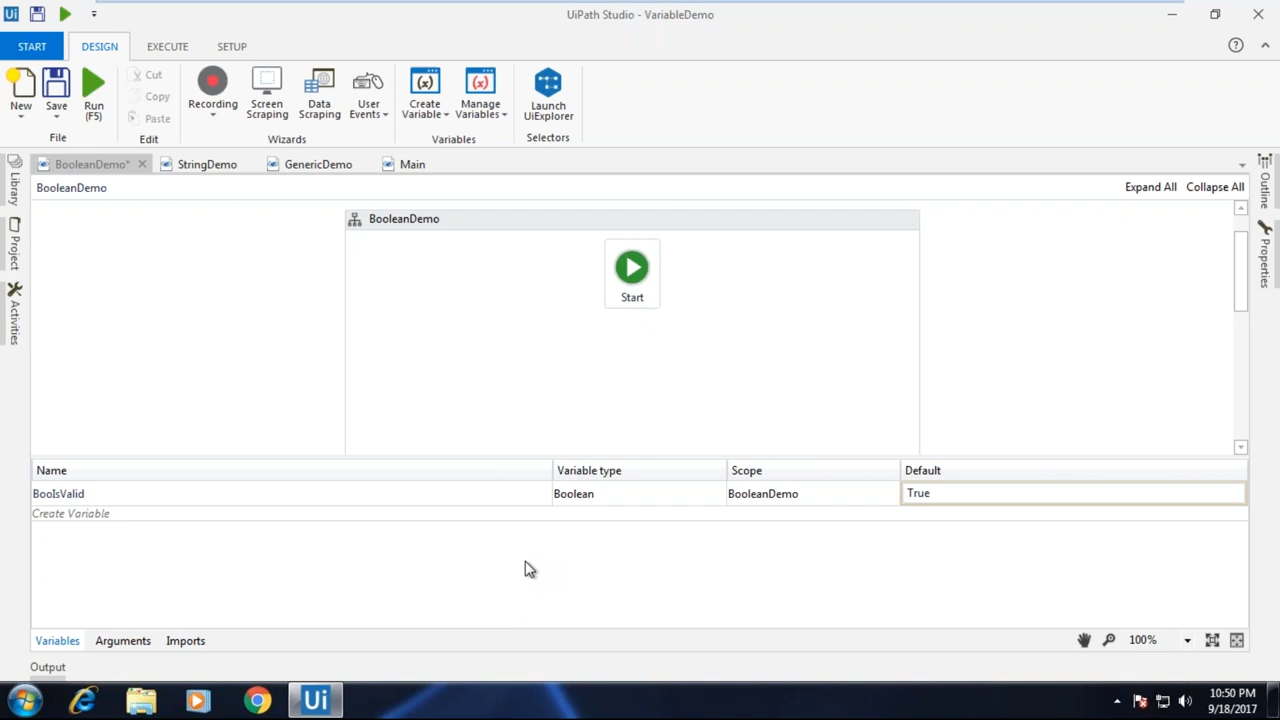 Ui
UiPath Studio - VariableDemo
START DESIGN EXECUTE SETUP
New Save Run (F5) Cut Copy Paste Recording Screen Scraping Data Scraping User Events Create Variable Manage Variables Launch UiExplorer
File Edit Wizards Variables Selectors
BooleanDemo* StringDemo GenericDemo Main
BooleanDemo Expand All Collapse All
Library
Project
Activities
Outline
Properties
BooleanDemo
Start
Name Variable type Scope Default
BooIsValid Boolean BooleanDemo True
Create Variable
Variables Arguments Imports 100%
Output
Ui
10:50 PM
9/18/2017